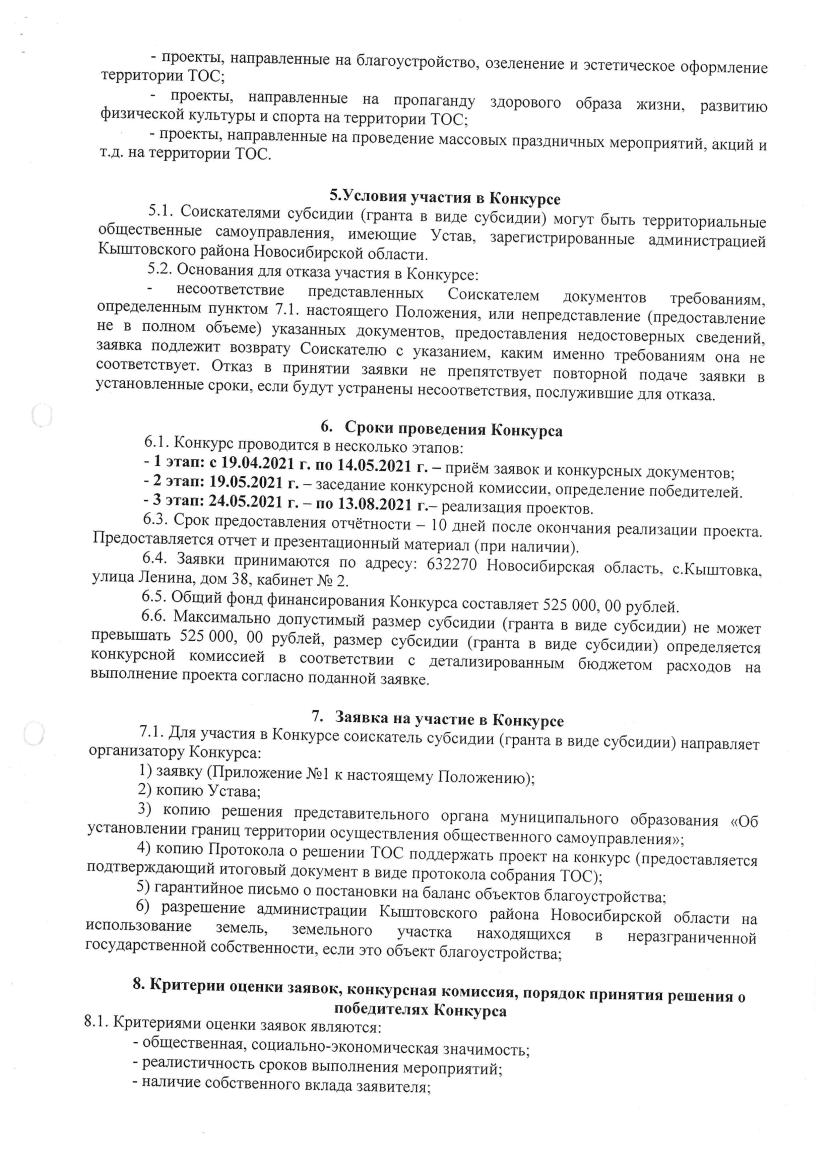 - проекты, направленные на благоустройство, озеленение и эстетическое оформление
территории ТОС;
- проекты, направленные на пропаганду здорового образа жизни, развитию
физической культуры и спорта на территории ТОС;
- проекты, направленные на проведение массовых праздничных мероприятий, акций и
т.д. на территории ТОС.
5.Условия участия в Конкурсе
5.1. Соискателями субсидии (гранта в виде субсидии) могут быть территориальные
общественные самоуправления, имеющие Устав, зарегистрированные администрацией
Кыштовского района Новосибирской области.
5.2. Основания для отказа участия в Конкурсе:
- несоответствие представленных Соискателем документов требованиям,
определенным пунктом 7.1. настоящего Положения, или непредставление (предоставление
не в полном объеме) указанных документов, предоставления недостоверных сведений,
заявка подлежит возврату Соискателю с указанием, каким именно требованиям она не
соответствует. Отказ в принятии заявки не препятствует повторной подаче заявки в
установленные сроки, если будут устранены несоответствия, послужившие для отказа.
6. Сроки проведения Конкурса
6.1. Конкурс проводится в несколько этапов:
- 1 этап: с 19.04.2021 г. по 14.05.2021 г. – приём заявок и конкурсных документов;
- 2 этап: 19.05.2021 г. – заседание конкурсной комиссии, определение победителей.
- 3 этап: 24.05.2021 г. – по 13.08.2021 г.– реализация проектов.
6.3. Срок предоставления отчётности – 10 дней после окончания реализации проекта.
Предоставляется отчет и презентационный материал (при наличии).
6.4. Заявки принимаются по адресу: 632270 Новосибирская область, с.Кыштовка,
улица Ленина, дом 38, кабинет № 2.
6.5. Общий фонд финансирования Конкурса составляет 525 000, 00 рублей.
6.6. Максимально допустимый размер субсидии (гранта в виде субсидии) не может
превышать 525 000, 00 рублей, размер субсидии (гранта в виде субсидии) определяется
конкурсной комиссией в соответствии с детализированным бюджетом расходов на
выполнение проекта согласно поданной заявке.
7. Заявка на участие в Конкурсе
7.1. Для участия в Конкурсе соискатель субсидии (гранта в виде субсидии) направляет
организатору Конкурса:
1) заявку (Приложение №1 к настоящему Положению);
2) копию Устава;
3) копию решения представительного органа муниципального образования «Об
установлении границ территории осуществления общественного самоуправления»;
4) копию Протокола о решении ТОС поддержать проект на конкурс (предоставляется
подтверждающий итоговый документ в виде протокола собрания ТОС);
5) гарантийное письмо о постановки на баланс объектов благоустройства;
6) разрешение администрации Кыштовского района Новосибирской области на
использование земель, земельного участка находящихся в неразграниченной
государственной собственности, если это объект благоустройства;
8. Критерии оценки заявок, конкурсная комиссия, порядок принятия решения о
победителях Конкурса
8.1. Критериями оценки заявок являются:
- общественная, социально-экономическая значимость;
- реалистичность сроков выполнения мероприятий;
- наличие собственного вклада заявителя;